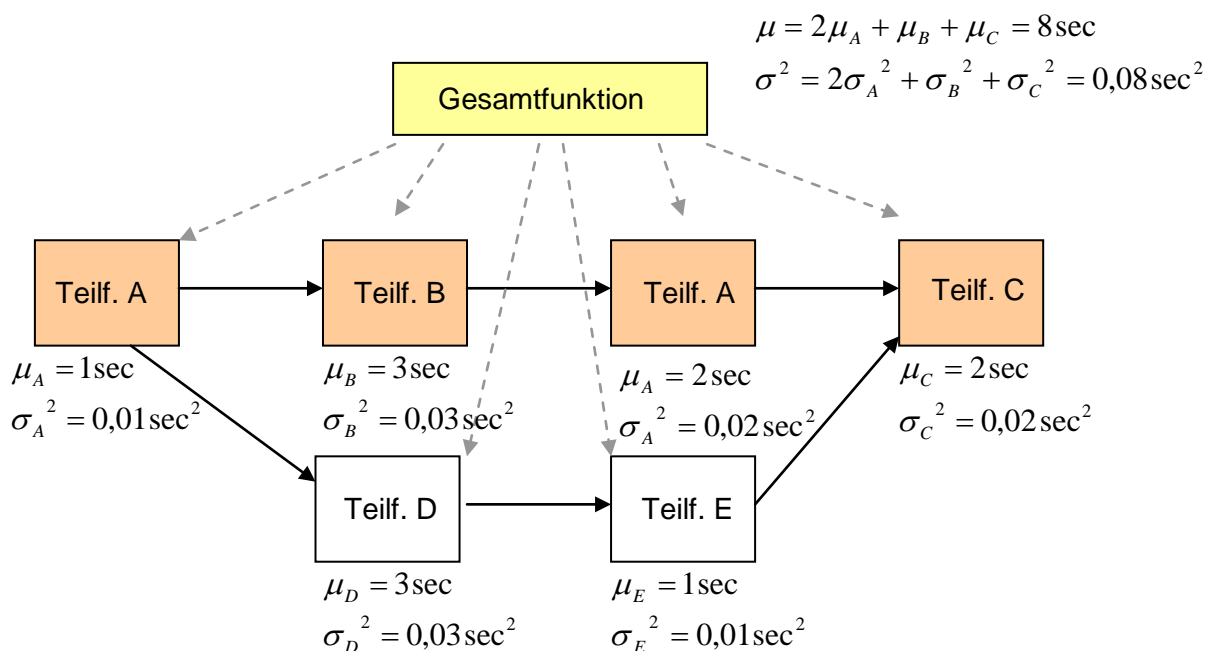 μ = 2μ_A + μ_B + μ_C = 8sec
σ² = 2σ_A² + σ_B² + σ_C² = 0,08sec²
Gesamtfunktion
Teilf. A
Teilf. B
Teilf. A
Teilf. C
μ_A = 1sec
σ_A² = 0,01sec²
μ_B = 3sec
σ_B² = 0,03sec²
μ_A = 2sec
σ_A² = 0,02sec²
μ_C = 2sec
σ_C² = 0,02sec²
Teilf. D
Teilf. E
μ_D = 3sec
σ_D² = 0,03sec²
μ_E = 1sec
σ_E² = 0,01sec²